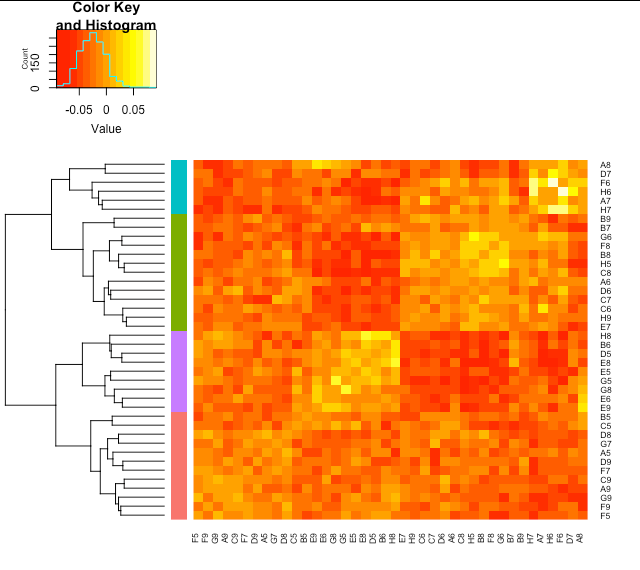 Color Key
and Histogram
Count
0 150
-0.05 0 0.05
Value
A8
D7
F6
H6
A7
H7
B9
B7
G6
F8
B8
H5
C8
A6
D6
C7
C6
H9
E7
H8
B6
D5
E8
E5
G5
G8
E6
E9
B5
C5
D8
G7
A5
D9
F7
C9
A9
G9
F9
F5
F5 F9 G9 A9 C9 F7 D9 A5 G7 D8 C5 B5 E9 E6 G8 G5 E5 E8 D5 B6 H8 E7 H9 C6 C7 D6 A6 C8 H5 B8 F8 G6 B7 B9 H7 A7 H6 F6 D7 A8